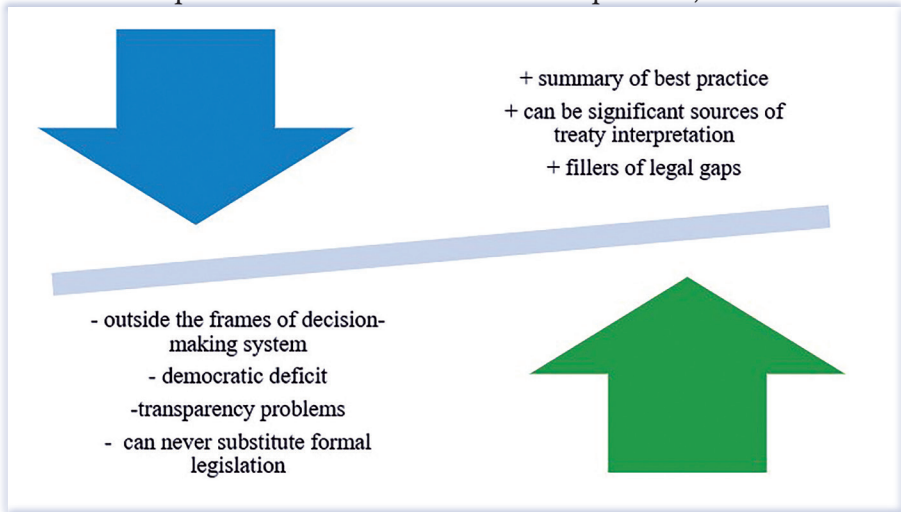 + summary of best practice
+ can be significant sources of
treaty interpretation
+ fillers of legal gaps
- outside the frames of decision-
making system
- democratic deficit
-transparency problems
- can never substitute formal
legislation